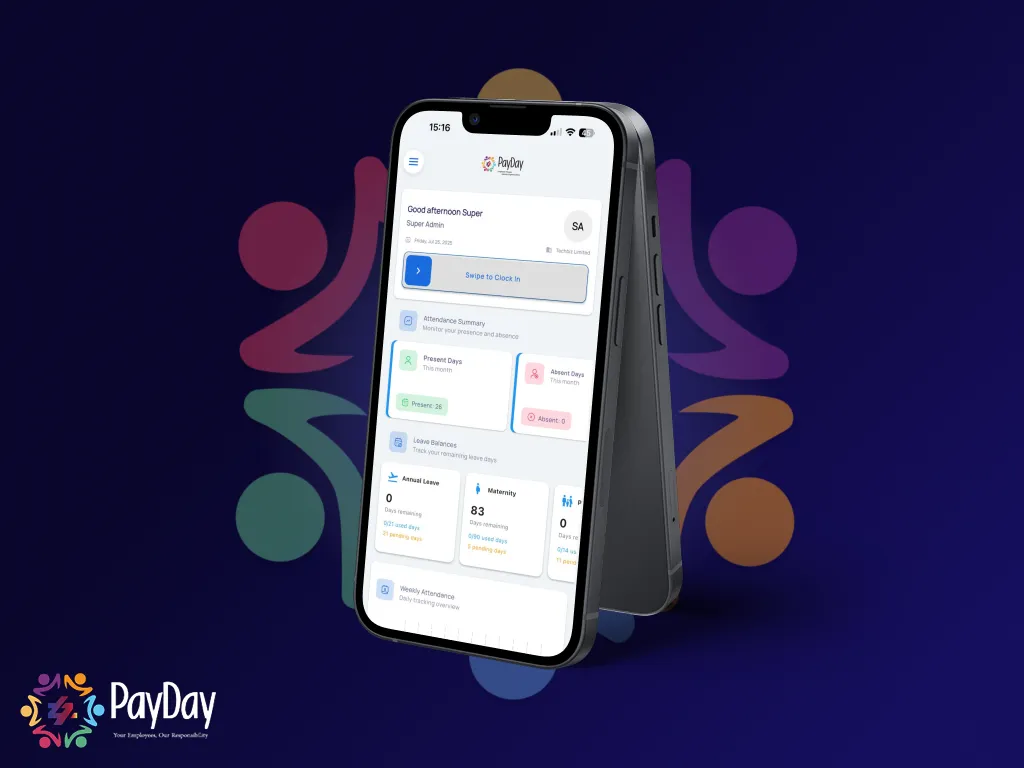 15:16
PayDay
Good afternoon Super
Super Admin
SA
Friday, Jul 25, 2025
Techbiz Limited
Swipe to Clock In
Attendance Summary
Monitor your presence and absence
Present Days
This month
Present: 26
Absent Days
This month
Absent: 0
Leave Balances
Track your remaining leave days
Annual Leave
0
Days remaining
0/21 used days
21 pending days
Maternity
83
Days remaining
0/90 used days
5 pending days
P
0
Days re
0/14 us
11 pend
Weekly Attendance
Daily tracking overview
PayDay
Your Employees, Our Responsibility